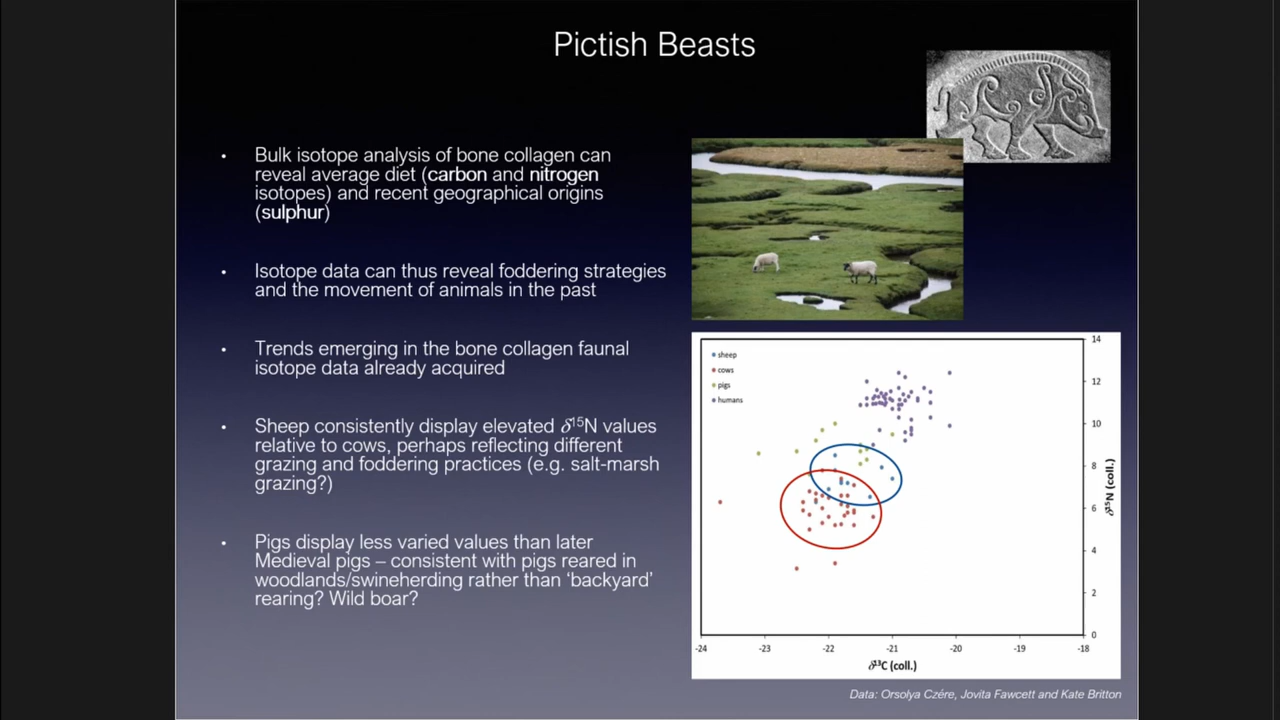 Pictish Beasts
• Bulk isotope analysis of bone collagen can
reveal average diet (carbon and nitrogen
isotopes) and recent geographical origins
(sulphur)
• Isotope data can thus reveal foddering strategies
and the movement of animals in the past
• Trends emerging in the bone collagen faunal
isotope data already acquired
• Sheep consistently display elevated δ¹⁵N values
relative to cows, perhaps reflecting different
grazing and foddering practices (e.g. salt-marsh
grazing?)
• Pigs display less varied values than later
Medieval pigs – consistent with pigs reared in
woodlands/swineherding rather than ‘backyard’
rearing? Wild boar?
sheep
cows
pigs
humans
14
12
10
8
6
4
2
0
δ¹⁵N (coll.)
-24 -23 -22 -21 -20 -19 -18
δ¹³C (coll.)
Data: Orsolya Czére, Jovita Fawcett and Kate Britton